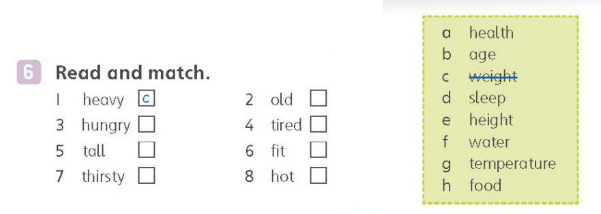 6 Read and match.
1 heavy c 2 old
3 hungry 4 tired
5 tall 6 fit
7 thirsty 8 hot
a health
b age
c weight
d sleep
e height
f water
g temperature
h food